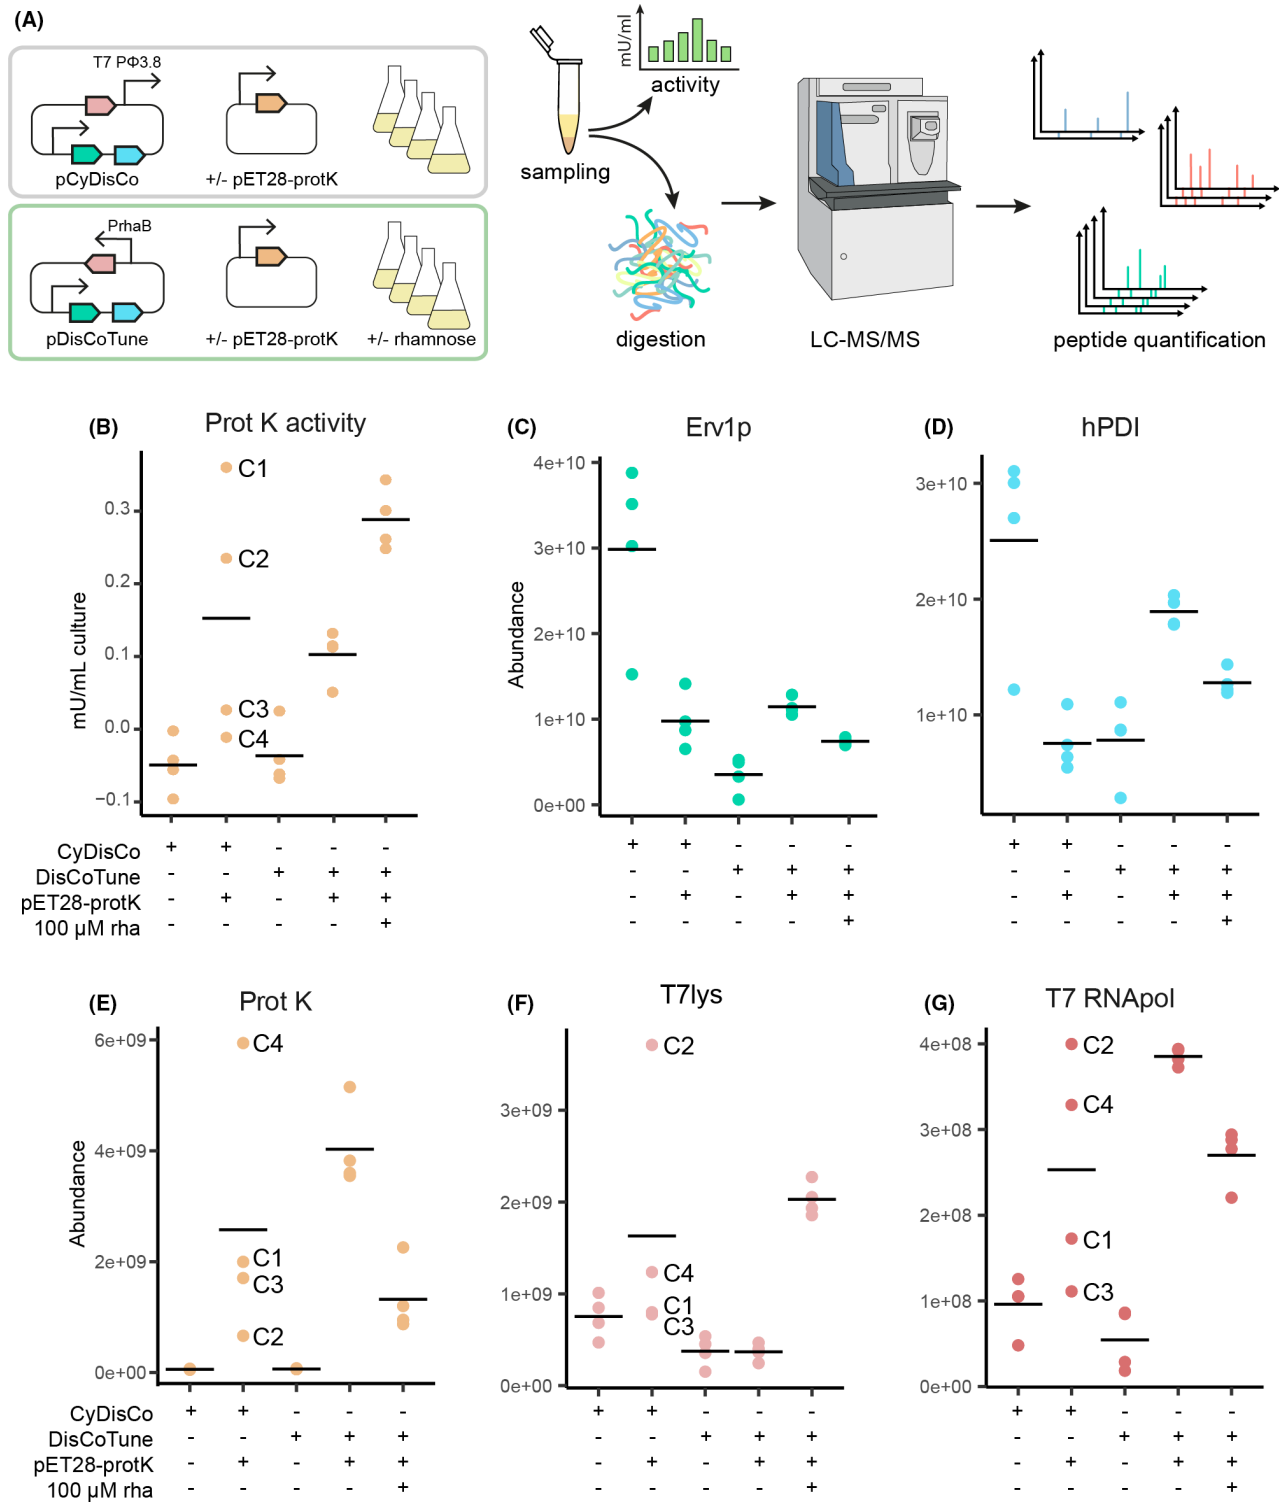 (A)
T7 PΦ3.8
pCyDisCo
+/- pET28-protK
PrhaB
pDisCoTune
+/- pET28-protK
+/- rhamnose
mU/ml
activity
sampling
digestion
LC-MS/MS
peptide quantification
(B)
Prot K activity
mU/mL culture
0.3
0.2
0.1
0.0
−0.1
C1
C2
C3
C4
CyDisCo + + - - -
DisCoTune - - + + +
pET28-protK - + - + +
100 µM rha - - - - +
(C)
Erv1p
Abundance
4e+10
3e+10
2e+10
1e+10
0e+00
+ + - - -
- - + + +
- + - + +
- - - - +
(D)
hPDI
3e+10
2e+10
1e+10
+ + - - -
- - + + +
- + - + +
- - - - +
(E)
Prot K
Abundance
6e+09
4e+09
2e+09
0e+00
C4
C1
C3
C2
CyDisCo + + - - -
DisCoTune - - + + +
pET28-protK - + - + +
100 µM rha - - - - +
(F)
T7lys
3e+09
2e+09
1e+09
0e+00
C2
C4
C1
C3
+ + - - -
- - + + +
- + - + +
- - - - +
(G)
T7 RNApol
4e+08
3e+08
2e+08
1e+08
0e+00
C2
C4
C1
C3
+ + - - -
- - + + +
- + - + +
- - - - +